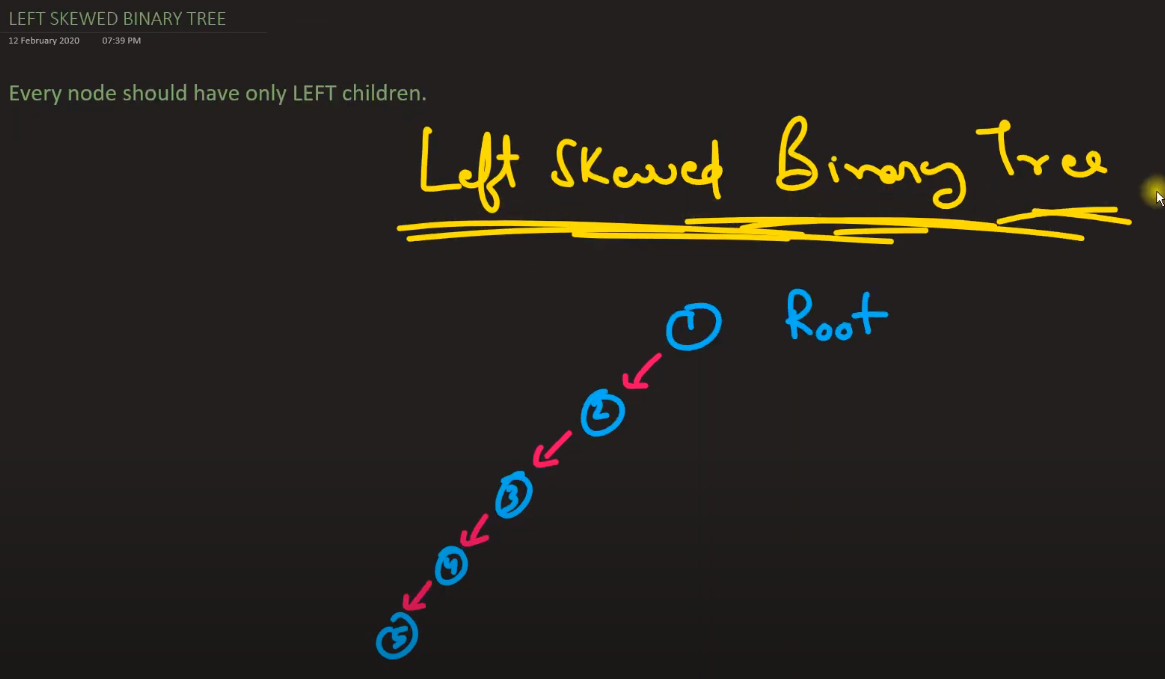 LEFT SKEWED BINARY TREE
12 February 2020 07:39 PM
Every node should have only LEFT children.
Left Skewed Binary Tree
1 Root
2
3
4
5